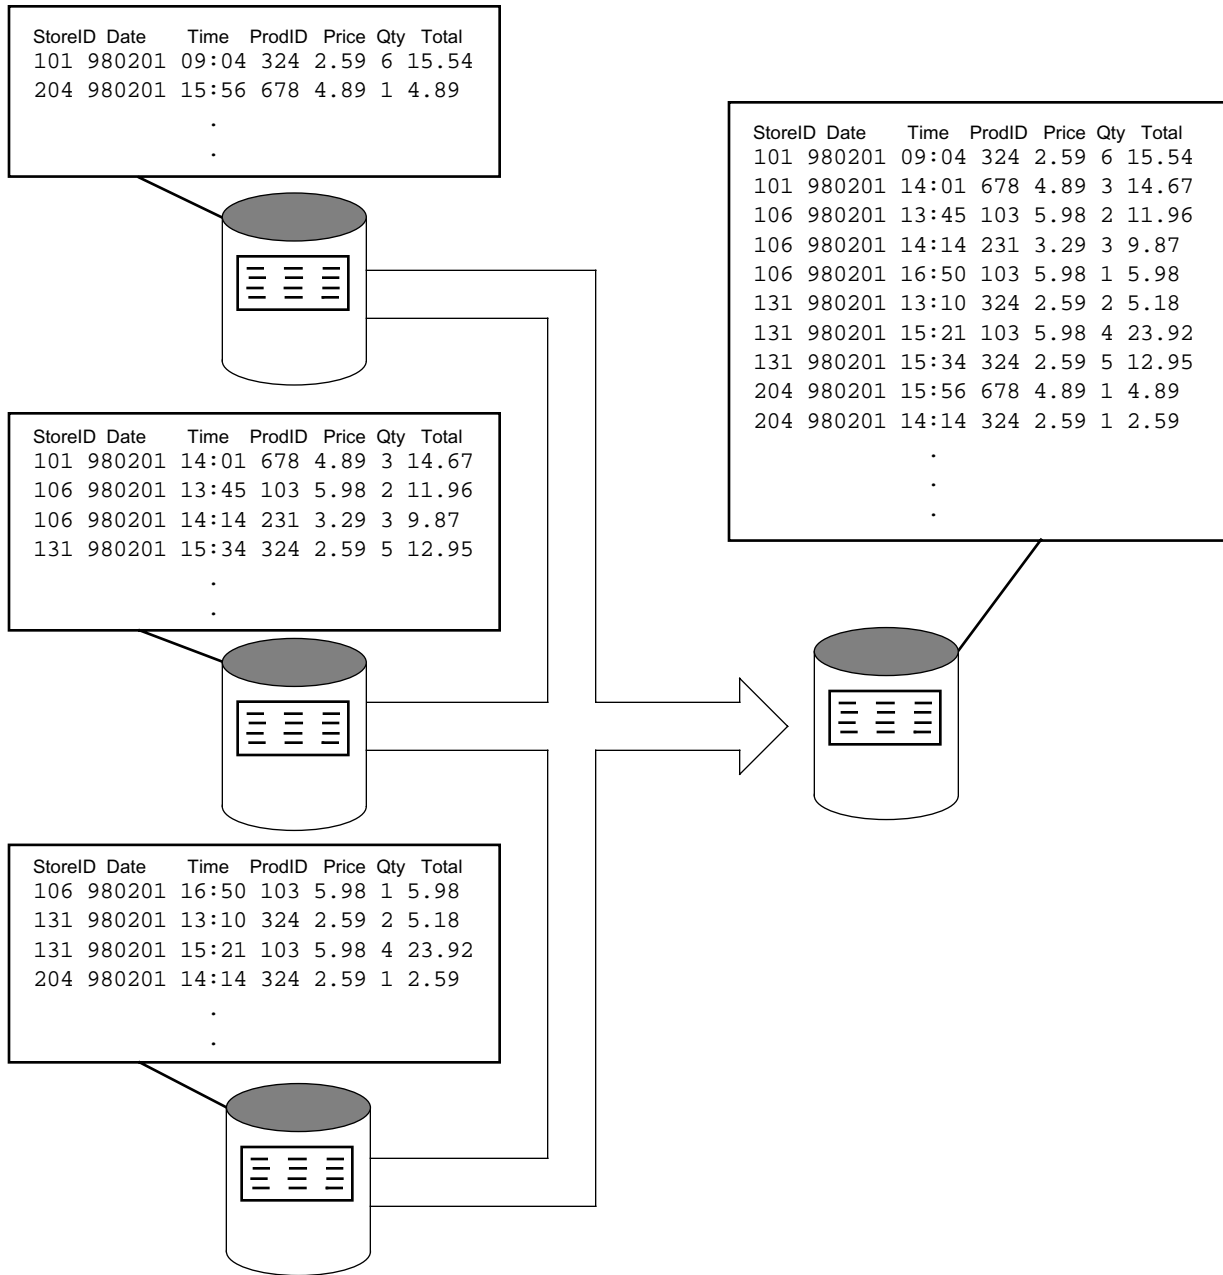 StoreID Date Time ProdID Price Qty Total
101 980201 09:04 324 2.59 6 15.54
204 980201 15:56 678 4.89 1 4.89
.
.
StoreID Date Time ProdID Price Qty Total
101 980201 14:01 678 4.89 3 14.67
106 980201 13:45 103 5.98 2 11.96
106 980201 14:14 231 3.29 3 9.87
131 980201 15:34 324 2.59 5 12.95
.
.
StoreID Date Time ProdID Price Qty Total
106 980201 16:50 103 5.98 1 5.98
131 980201 13:10 324 2.59 2 5.18
131 980201 15:21 103 5.98 4 23.92
204 980201 14:14 324 2.59 1 2.59
.
.
StoreID Date Time ProdID Price Qty Total
101 980201 09:04 324 2.59 6 15.54
101 980201 14:01 678 4.89 3 14.67
106 980201 13:45 103 5.98 2 11.96
106 980201 14:14 231 3.29 3 9.87
106 980201 16:50 103 5.98 1 5.98
131 980201 13:10 324 2.59 2 5.18
131 980201 15:21 103 5.98 4 23.92
131 980201 15:34 324 2.59 5 12.95
204 980201 15:56 678 4.89 1 4.89
204 980201 14:14 324 2.59 1 2.59
.
.
.